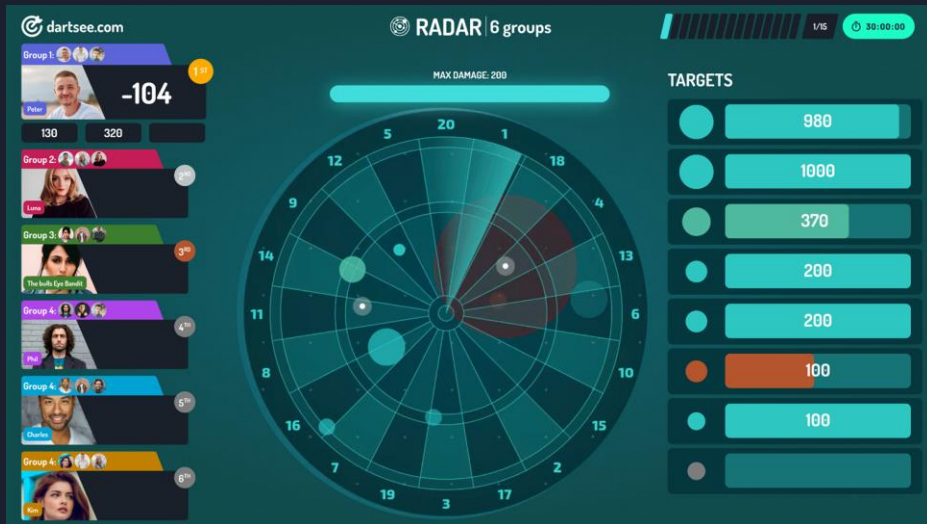 dartsee.com
RADAR 6 groups
1/15
30:00:00
Group 1:
1 ST
-104
Peter
130 320
Group 2:
2ND
Luna
Group 3:
3RD
The bulls Eye Bandit
Group 4:
4TH
Phil
Group 4:
5TH
Charles
Group 4:
6TH
Kim
MAX DAMAGE: 200
20
1
18
4
13
6
10
15
2
17
3
19
7
16
8
11
14
9
12
5
TARGETS
980
1000
370
200
200
100
100